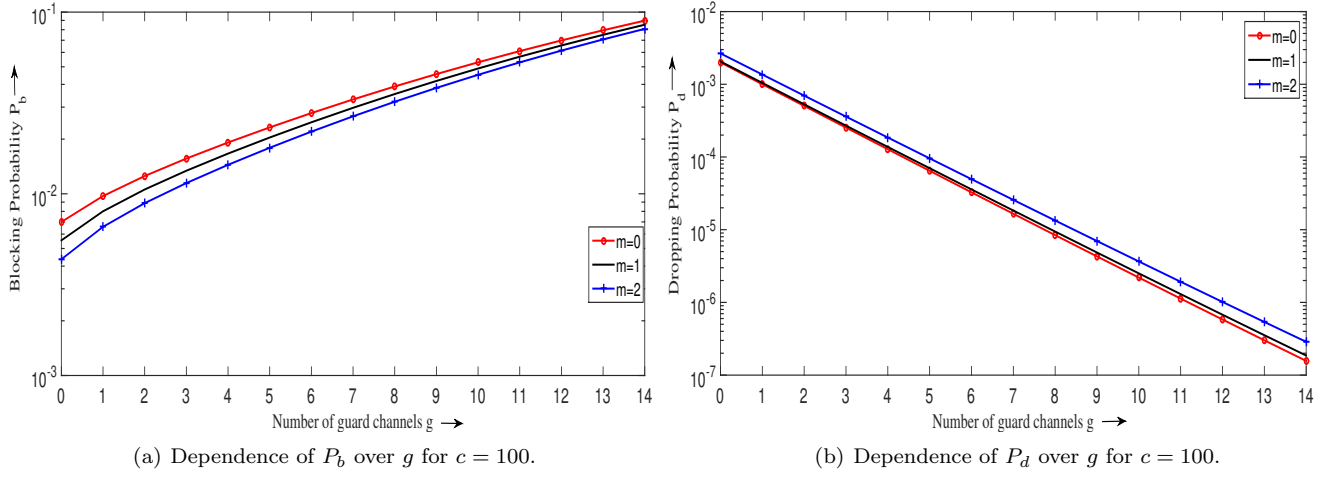 10^{-1}
10^{-2}
10^{-3}
Blocking Probability P_b
m=0
m=1
m=2
0 1 2 3 4 5 6 7 8 9 10 11 12 13 14
Number of guard channels g
(a) Dependence of P_b over g for c = 100.
10^{-2}
10^{-3}
10^{-4}
10^{-5}
10^{-6}
10^{-7}
Dropping Probability P_d
m=0
m=1
m=2
0 1 2 3 4 5 6 7 8 9 10 11 12 13 14
Number of guard channels g
(b) Dependence of P_d over g for c = 100.